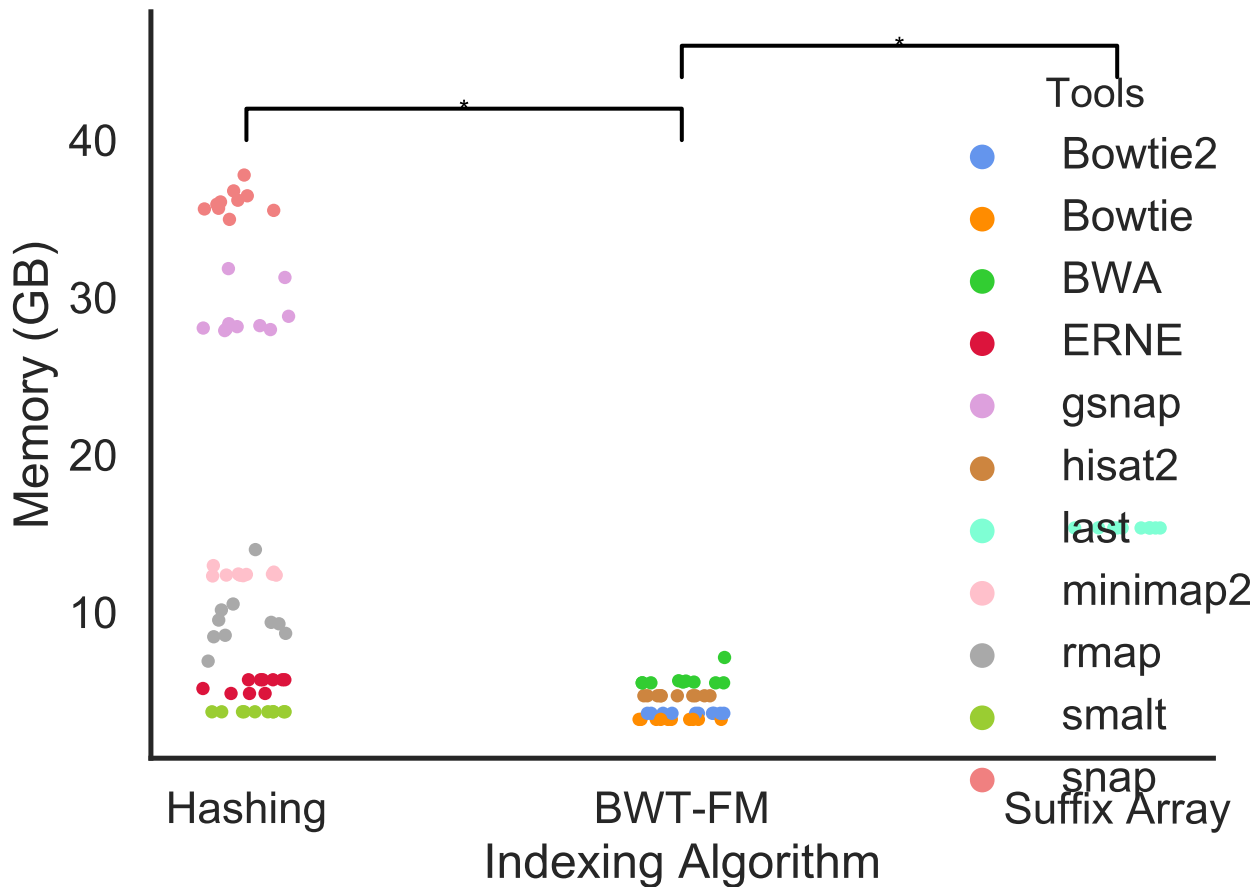 *
*
Tools
Bowtie2
Bowtie
BWA
ERNE
gsnap
hisat2
last
minimap2
rmap
smalt
snap
Memory (GB)
40
30
20
10
Hashing
BWT-FM
Suffix Array
Indexing Algorithm